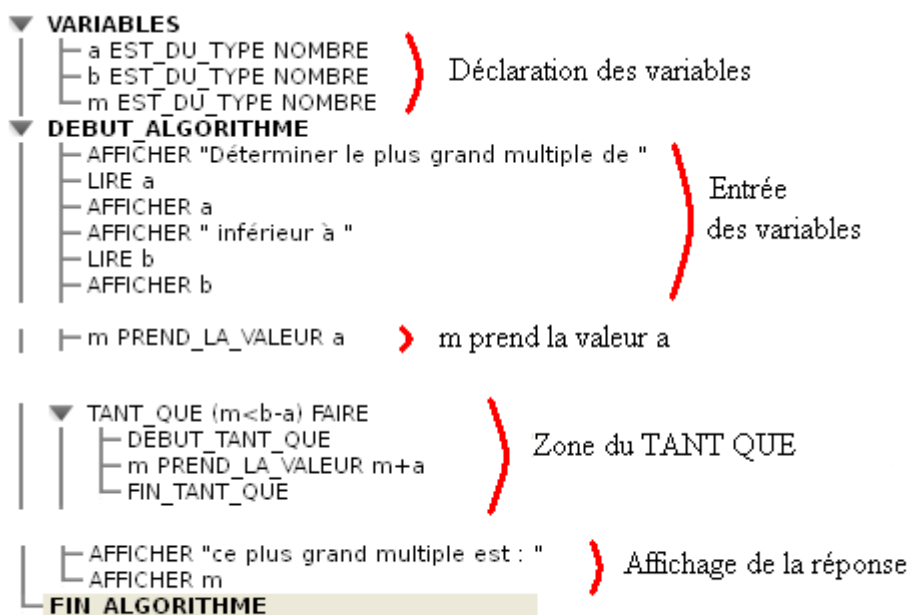 VARIABLES
a EST_DU_TYPE NOMBRE
b EST_DU_TYPE NOMBRE
m EST_DU_TYPE NOMBRE
Déclaration des variables
DEBUT_ALGORITHME
AFFICHER "Déterminer le plus grand multiple de "
LIRE a
AFFICHER a
AFFICHER " inférieur à "
LIRE b
AFFICHER b
Entrée
des variables
m PREND_LA_VALEUR a
m prend la valeur a
TANT_QUE (m<b-a) FAIRE
DEBUT_TANT_QUE
m PREND_LA_VALEUR m+a
FIN_TANT_QUE
Zone du TANT QUE
AFFICHER "ce plus grand multiple est : "
AFFICHER m
Affichage de la réponse
FIN_ALGORITHME